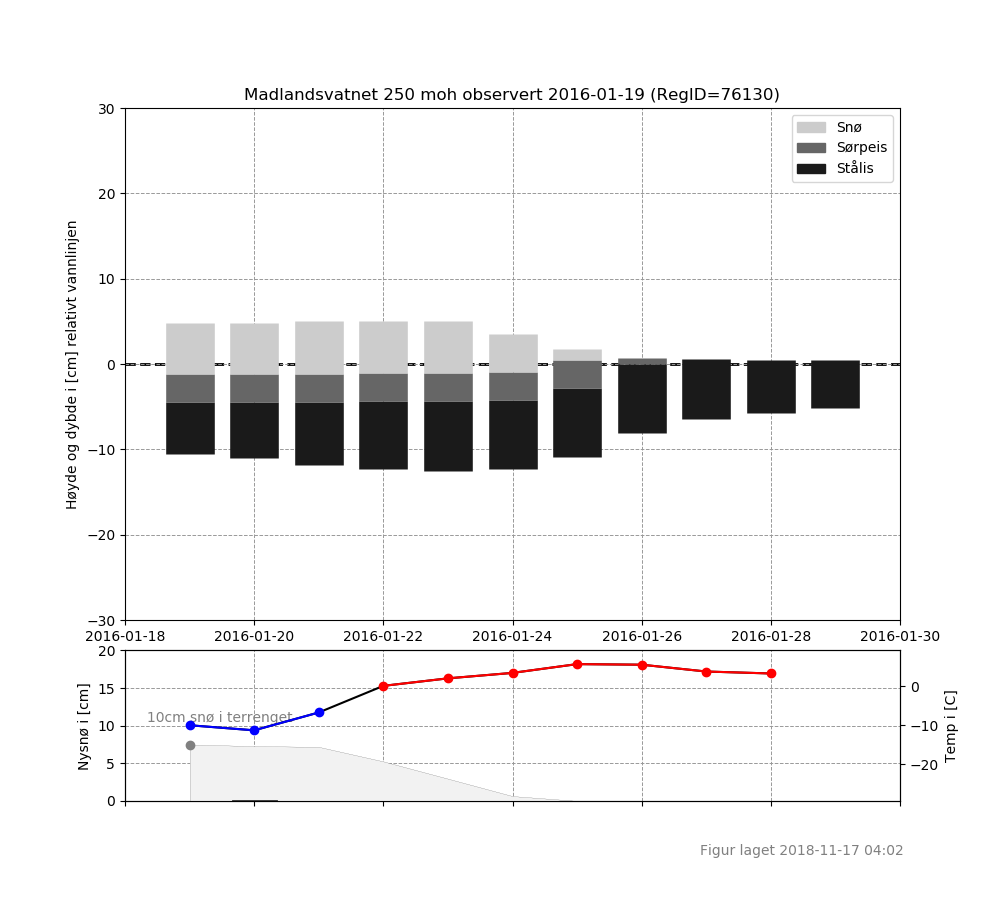 Madlandsvatnet 250 moh observert 2016-01-19 (RegID=76130)
30
20
10
0
−10
−20
−30
Høyde og dybde i [cm] relativt vannlinjen
Snø
Sørpeis
Stålis
2016-01-18 2016-01-20 2016-01-22 2016-01-24 2016-01-26 2016-01-28 2016-01-30
20
15
10
5
0
Nysnø i [cm]
10cm snø i terrenget
0
−10
−20
Temp i [C]
Figur laget 2018-11-17 04:02